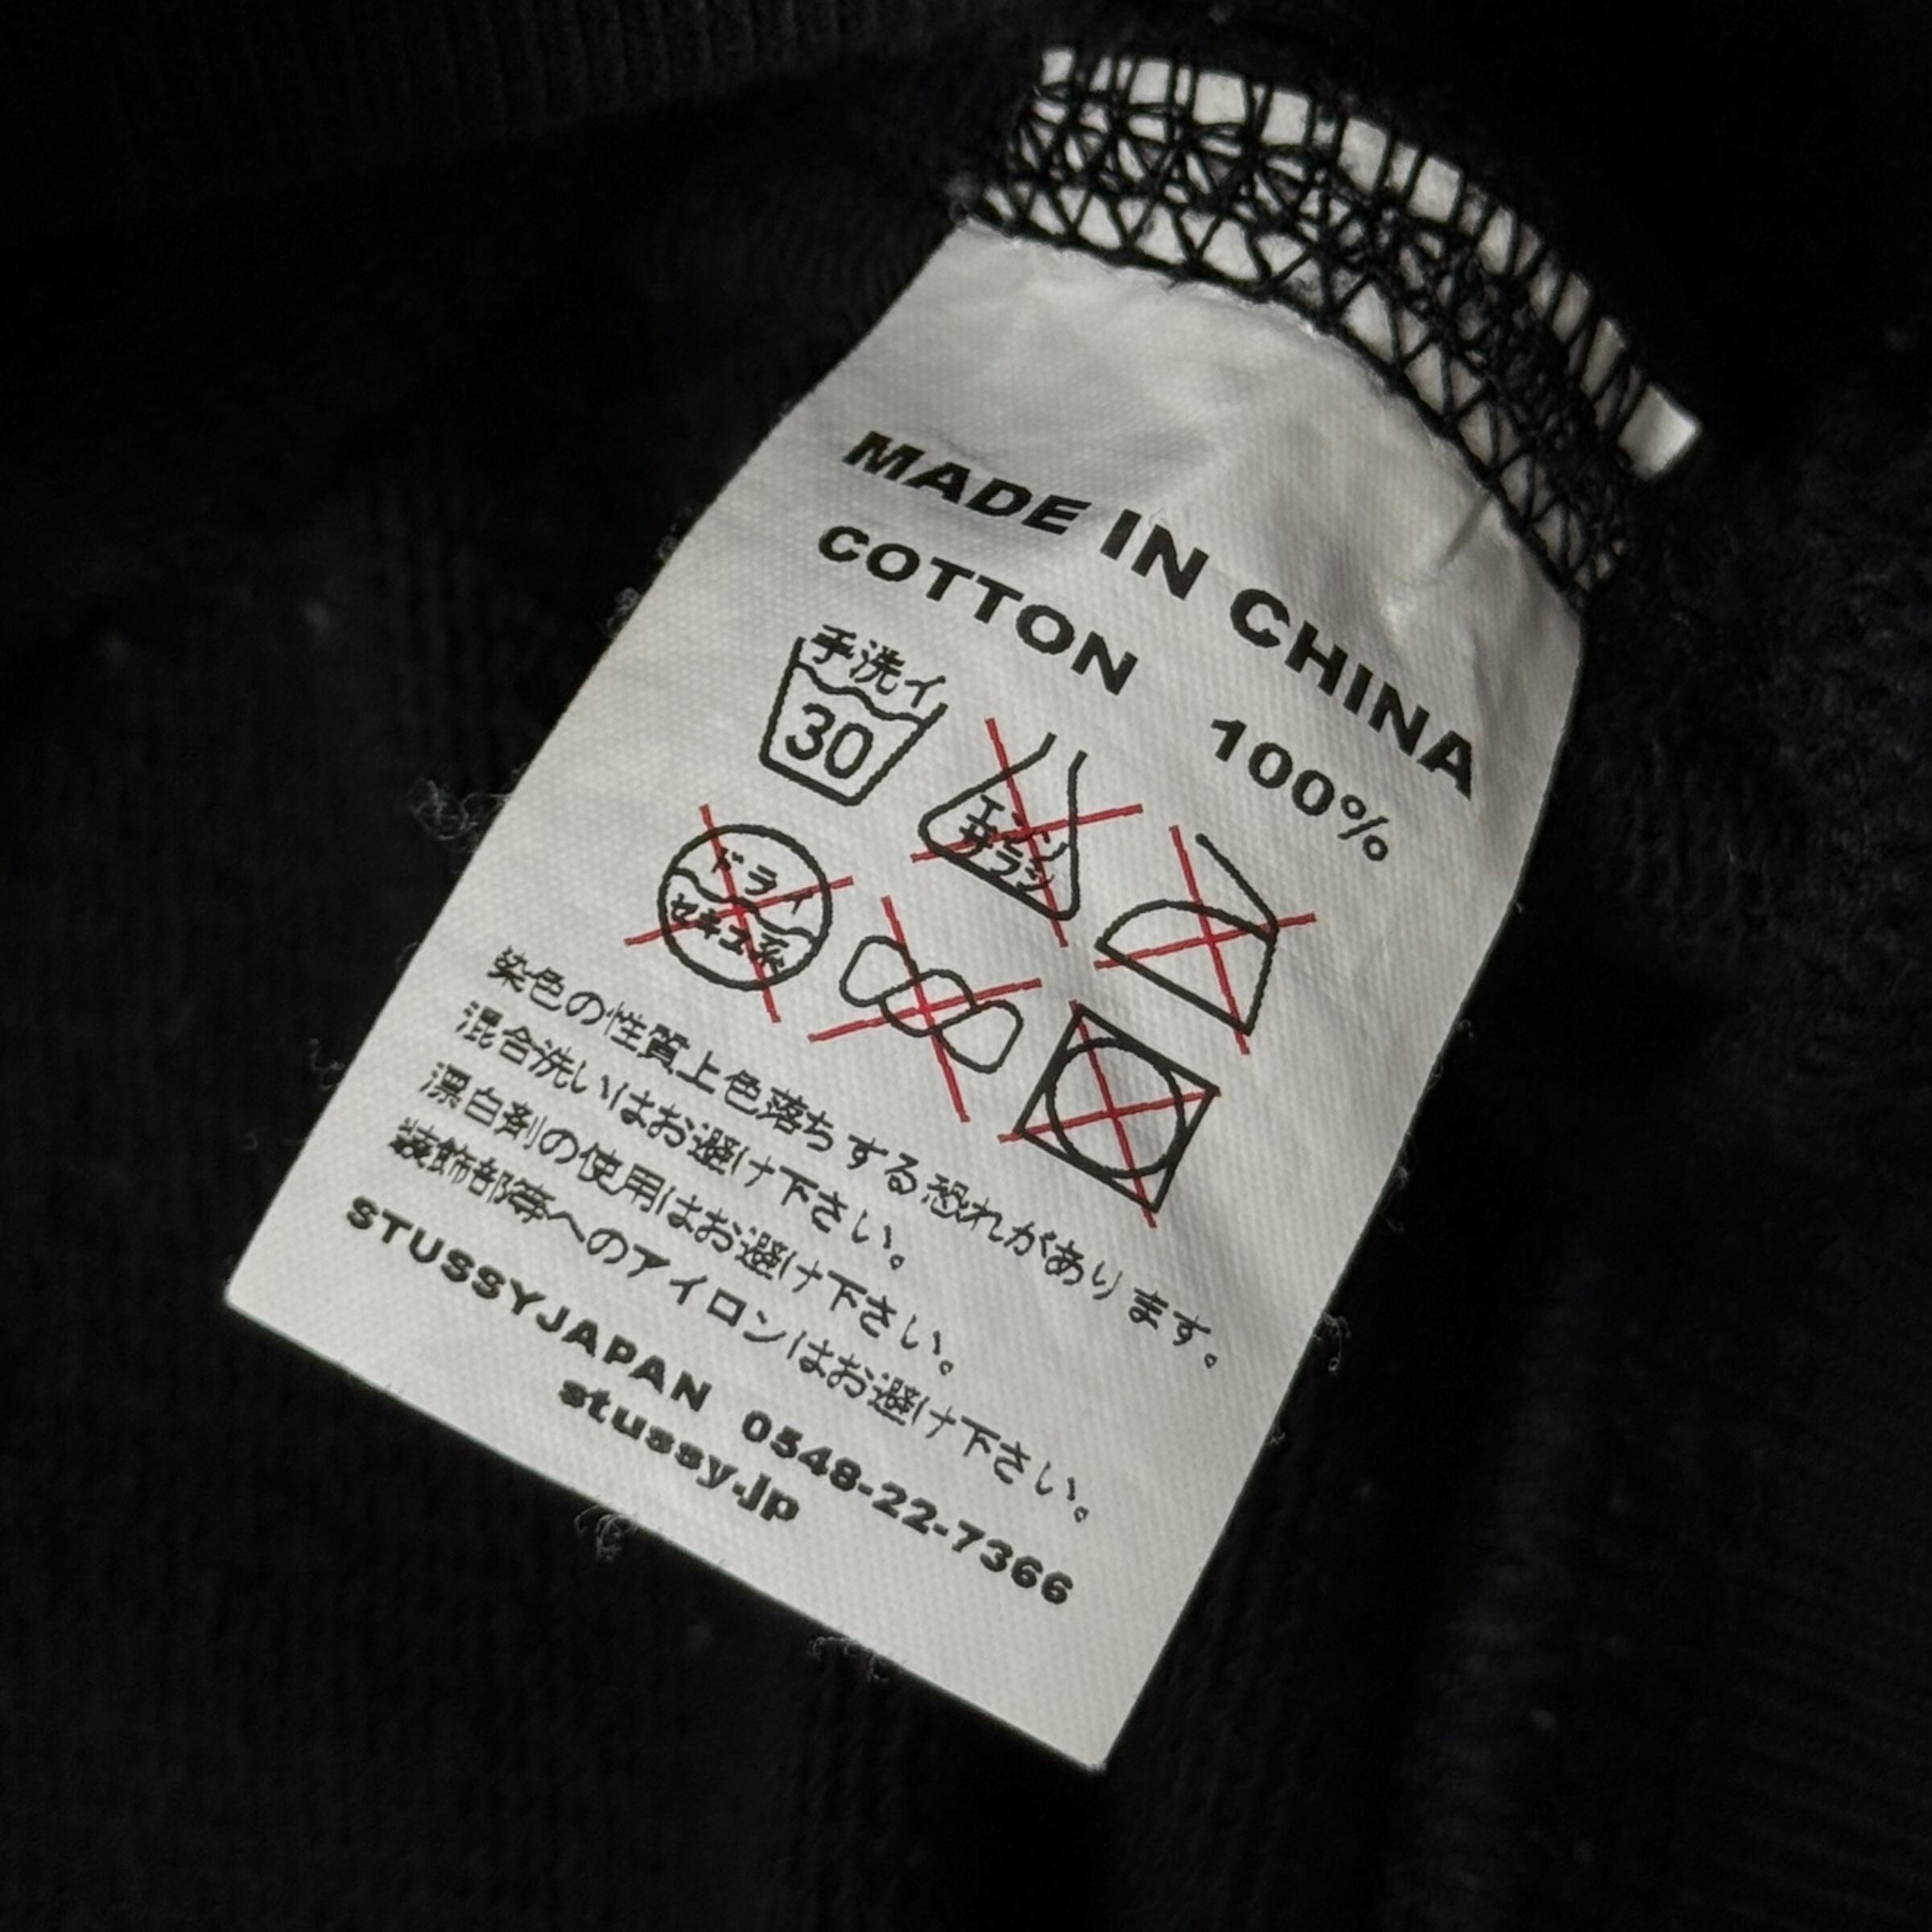 MADE IN CHINA
COTTON 100%
手洗イ
30
エンソ
サラシ
ドライ
セキユ系
染色の性質上色落ちする恐れがあります。
混合洗いはお避け下さい。
漂白剤の使用はお避け下さい。
装飾部等へのアイロンはお避け下さい。
STUSSYJAPAN 0548-22-7366
stussy.jp